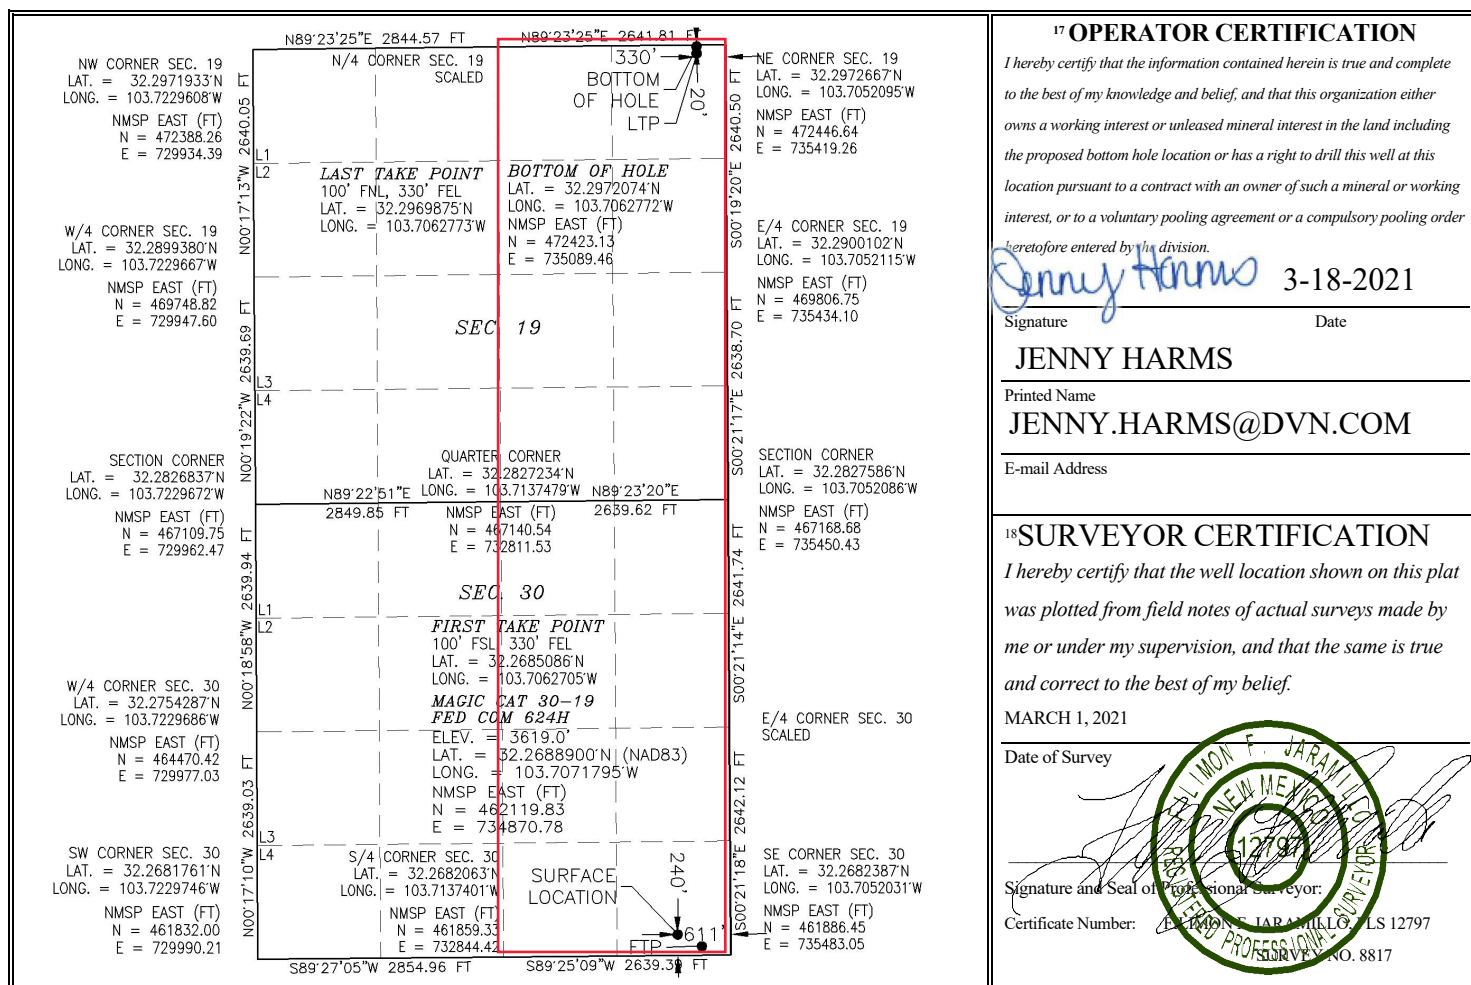 N89°23'25"E 2844.57 FT
N89°23'25"E 2641.81 FT
NW CORNER SEC. 19
LAT. = 32.2971933°N
LONG. = 103.7229608°W
NMSP EAST (FT)
N = 472388.26
E = 729934.39
N/4 CORNER SEC. 19
SCALED
330'
BOTTOM
OF HOLE
LTP
20'
NE CORNER SEC. 19
LAT. = 32.2972667°N
LONG. = 103.7052095°W
NMSP EAST (FT)
N = 472446.64
E = 735419.26
N00°17'13"W 2640.05 FT
S00°19'20"E 2640.50 FT
L1
L2
LAST TAKE POINT
100' FNL, 330' FEL
LAT. = 32.2969875°N
LONG. = 103.7062773°W
BOTTOM OF HOLE
LAT. = 32.2972074°N
LONG. = 103.7062772°W
NMSP EAST (FT)
N = 472423.13
E = 735089.46
W/4 CORNER SEC. 19
LAT. = 32.2899380°N
LONG. = 103.7229667°W
NMSP EAST (FT)
N = 469748.82
E = 729947.60
E/4 CORNER SEC. 19
LAT. = 32.2900102°N
LONG. = 103.7052115°W
NMSP EAST (FT)
N = 469806.75
E = 735434.10
SEC. 19
N00°19'22"W 2639.69 FT
S00°21'17"E 2638.70 FT
L3
L4
SECTION CORNER
LAT. = 32.2826837°N
LONG. = 103.7229672°W
NMSP EAST (FT)
N = 467109.75
E = 729962.47
QUARTER CORNER
LAT. = 32.2827234°N
LONG. = 103.7137479°W
N89°22'51"E
2849.85 FT
N89°23'20"E
2639.62 FT
NMSP EAST (FT)
N = 467140.54
E = 732811.53
SECTION CORNER
LAT. = 32.2827586°N
LONG. = 103.7052086°W
NMSP EAST (FT)
N = 467168.68
E = 735450.43
N00°18'58"W 2639.94 FT
S00°21'14"E 2641.74 FT
SEC. 30
L1
L2
FIRST TAKE POINT
100' FSL, 330' FEL
LAT. = 32.2685086°N
LONG. = 103.7062705°W
MAGIC CAT 30-19
FED COM 624H
ELEV. = 3619.0'
LAT. = 32.2688900°N (NAD83)
LONG. = 103.7071795°W
NMSP EAST (FT)
N = 462119.83
E = 734870.78
W/4 CORNER SEC. 30
LAT. = 32.2754287°N
LONG. = 103.7229686°W
NMSP EAST (FT)
N = 464470.42
E = 729977.03
E/4 CORNER SEC. 30
SCALED
N00°17'10"W 2639.03 FT
S00°21'18"E 2642.12 FT
L3
L4
SW CORNER SEC. 30
LAT. = 32.2681761°N
LONG. = 103.7229746°W
NMSP EAST (FT)
N = 461832.00
E = 729990.21
S/4 CORNER SEC. 30
LAT. = 32.2682063°N
LONG. = 103.7137401°W
NMSP EAST (FT)
N = 461859.33
E = 732844.42
SURFACE
LOCATION
240'
611'
FTP
SE CORNER SEC. 30
LAT. = 32.2682387°N
LONG. = 103.7052031°W
NMSP EAST (FT)
N = 461886.45
E = 735483.05
S89°27'05"W 2854.96 FT
S89°25'09"W 2639.39 FT
17 OPERATOR CERTIFICATION
I hereby certify that the information contained herein is true and complete
to the best of my knowledge and belief, and that this organization either
owns a working interest or unleased mineral interest in the land including
the proposed bottom hole location or has a right to drill this well at this
location pursuant to a contract with an owner of such a mineral or working
interest, or to a voluntary pooling agreement or a compulsory pooling order
heretofore entered by the division.
Jenny Harms
3-18-2021
Signature Date
JENNY HARMS
Printed Name
JENNY.HARMS@DVN.COM
E-mail Address
18 SURVEYOR CERTIFICATION
I hereby certify that the well location shown on this plat
was plotted from field notes of actual surveys made by
me or under my supervision, and that the same is true
and correct to the best of my belief.
MARCH 1, 2021
Date of Survey
FILIMON F. JARAMILLO
NEW MEXICO
12797
REGISTERED PROFESSIONAL SURVEYOR
Signature and Seal of Professional Surveyor:
Certificate Number: FILIMON F. JARAMILLO, PLS 12797
SURVEY NO. 8817